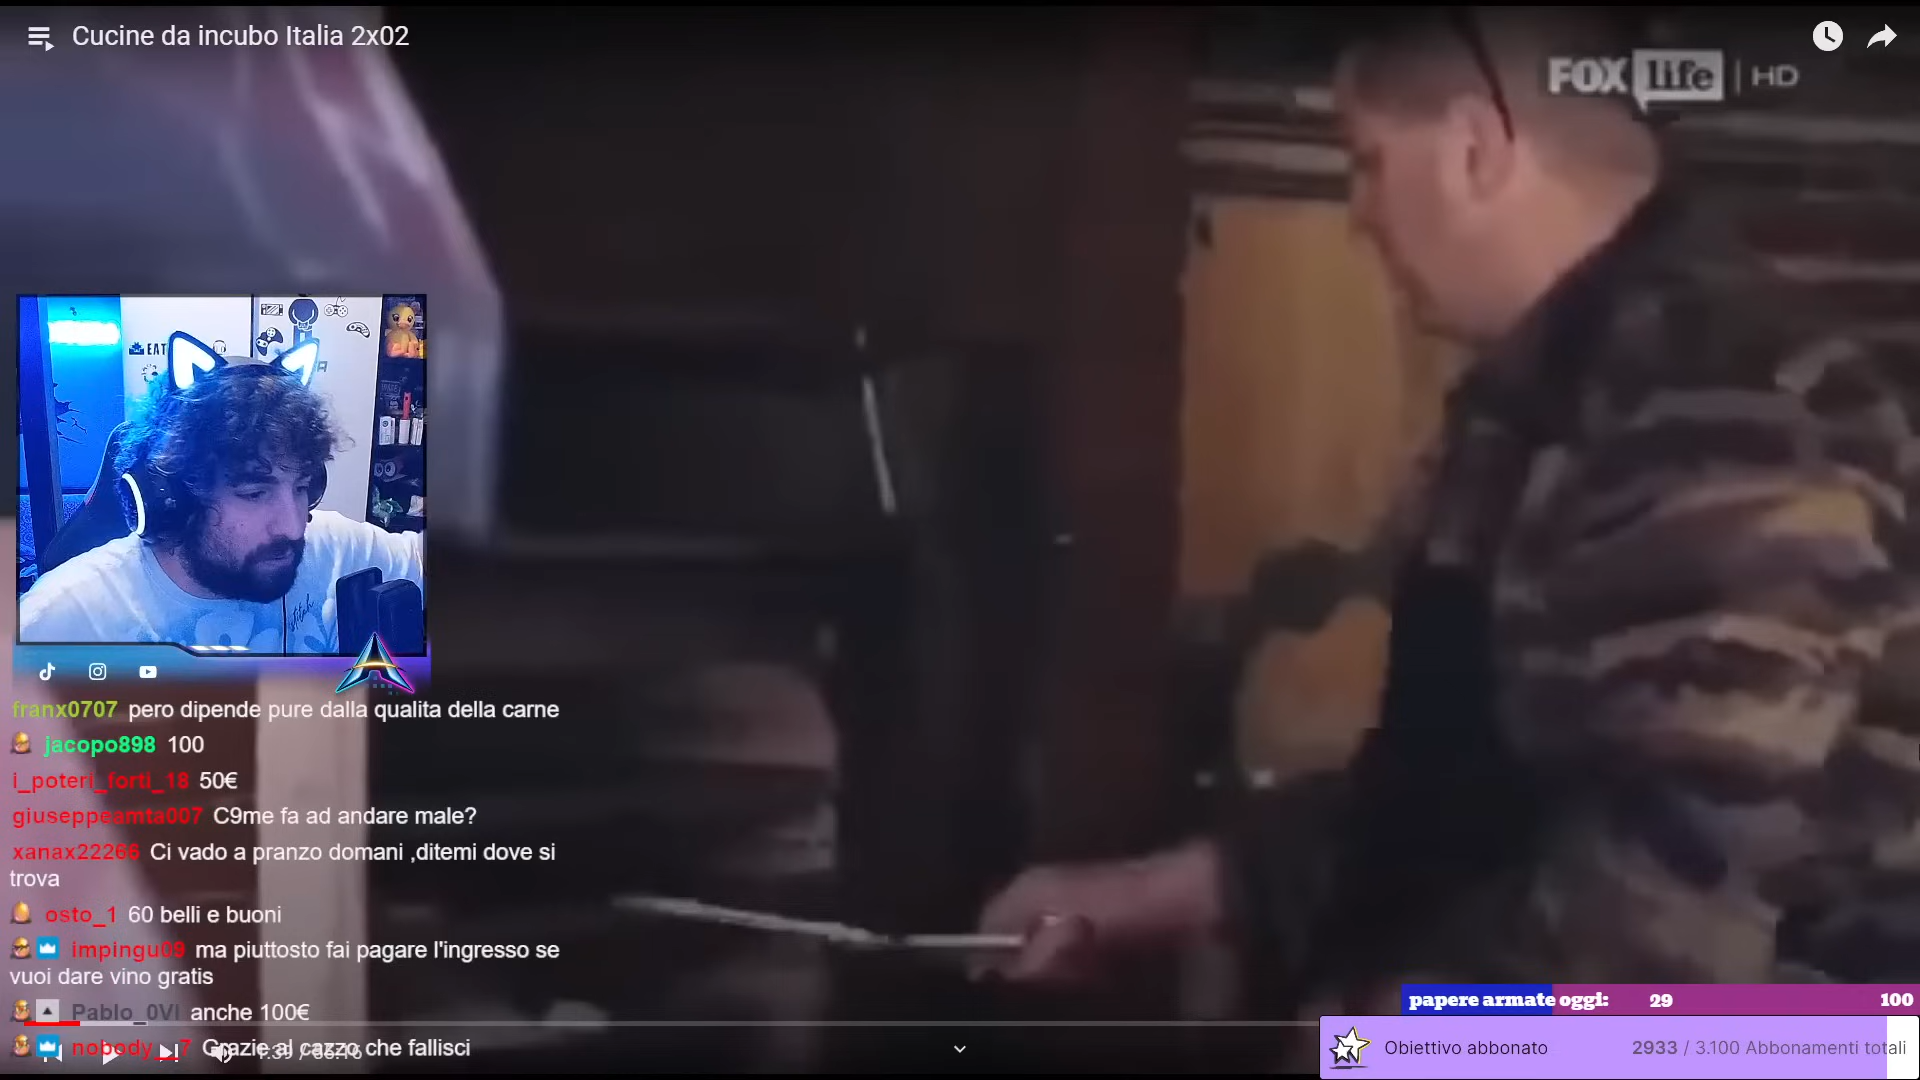 Cucine da incubo Italia 2x02
FOX life HD
EAT
franx0707 pero dipende pure dalla qualita della carne
jacopo898 100
i_poteri_forti_18 50€
giuseppeamta007 C9me fa ad andare male?
xanax22266 Ci vado a pranzo domani ,ditemi dove si
trova
osto_1 60 belli e buoni
impingu09 ma piuttosto fai pagare l'ingresso se
vuoi dare vino gratis
Pablo_0Vi anche 100€
nobody__7 Grazie al cazzo che fallisci
papere armate oggi: 29 100
Obiettivo abbonato 2933 / 3.100 Abbonamenti totali